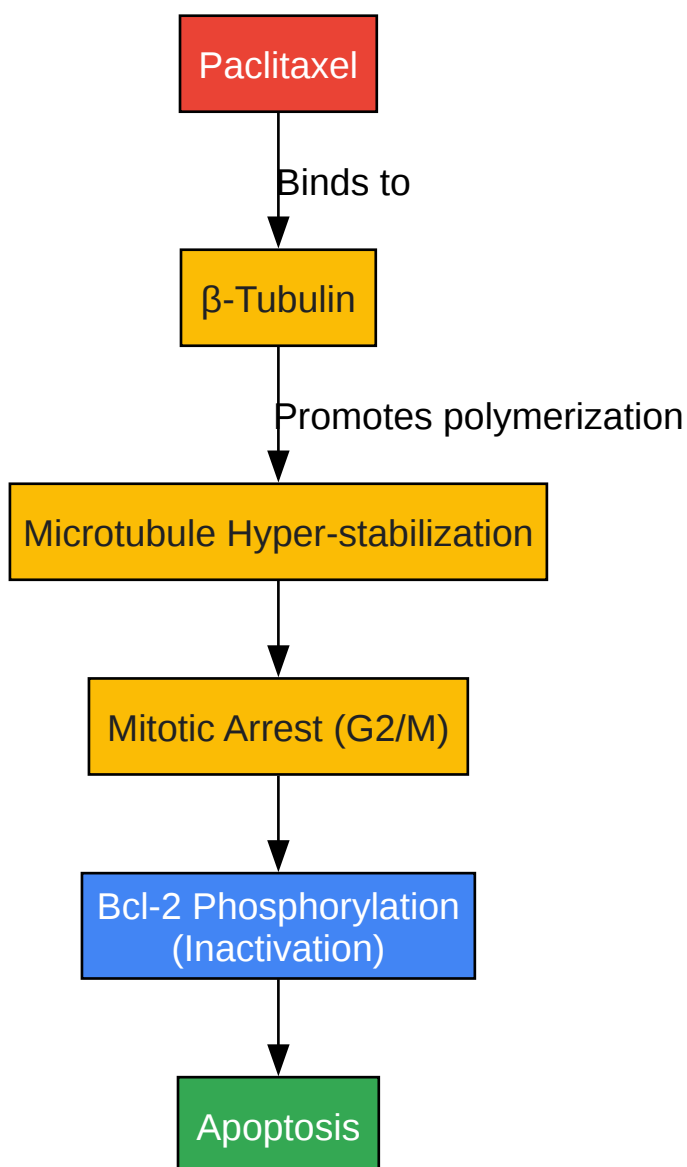 Paclitaxel
Binds to
β-Tubulin
Promotes polymerization
Microtubule Hyper-stabilization
Mitotic Arrest (G2/M)
Bcl-2 Phosphorylation
(Inactivation)
Apoptosis